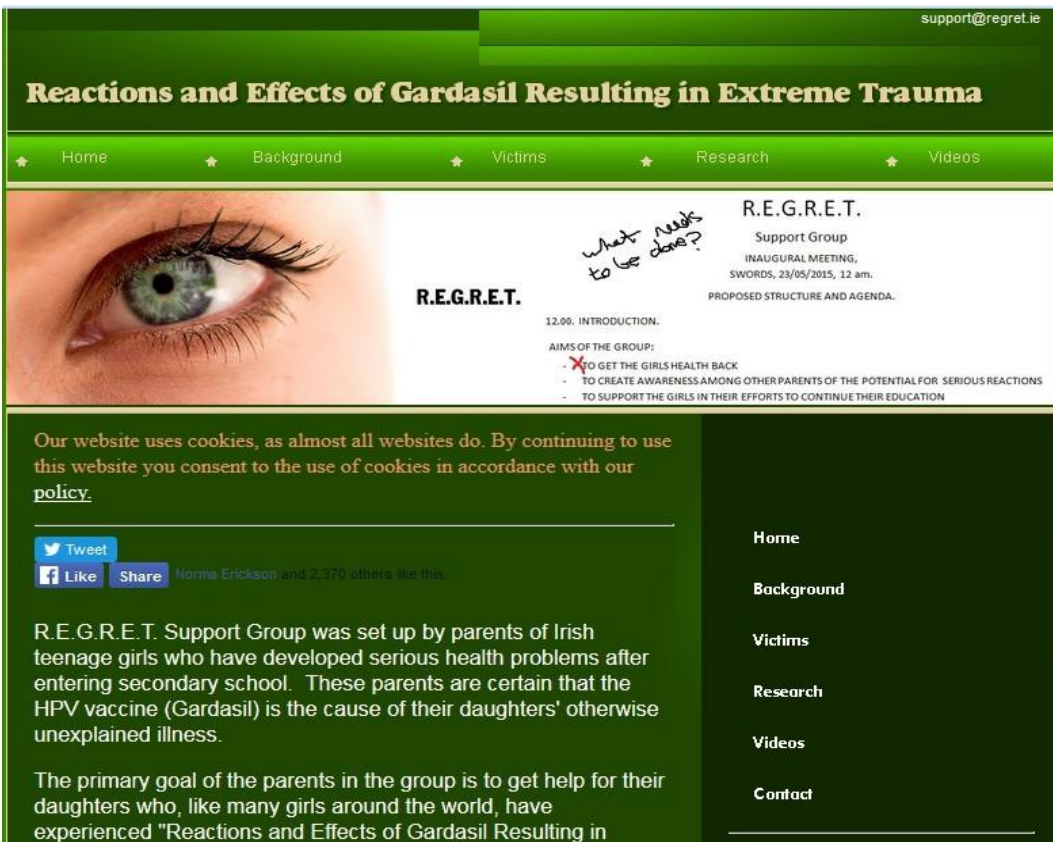 support@regret.ie
Reactions and Effects of Gardasil Resulting in Extreme Trauma
Home
Background
Victims
Research
Videos
what needs
to be done?
R.E.G.R.E.T.
R.E.G.R.E.T.
Support Group
INAUGURAL MEETING,
SWORDS, 23/05/2015, 12 am.
PROPOSED STRUCTURE AND AGENDA.
12.00. INTRODUCTION.
AIMS OF THE GROUP:
- TO GET THE GIRLS HEALTH BACK
- TO CREATE AWARENESS AMONG OTHER PARENTS OF THE POTENTIAL FOR SERIOUS REACTIONS
- TO SUPPORT THE GIRLS IN THEIR EFFORTS TO CONTINUE THEIR EDUCATION
Our website uses cookies, as almost all websites do. By continuing to use
this website you consent to the use of cookies in accordance with our
policy.
Tweet
Like Share Norma Erickson and 2,370 others like this.
R.E.G.R.E.T. Support Group was set up by parents of Irish
teenage girls who have developed serious health problems after
entering secondary school. These parents are certain that the
HPV vaccine (Gardasil) is the cause of their daughters' otherwise
unexplained illness.
The primary goal of the parents in the group is to get help for their
daughters who, like many girls around the world, have
experienced "Reactions and Effects of Gardasil Resulting in
Home
Background
Victims
Research
Videos
Contact